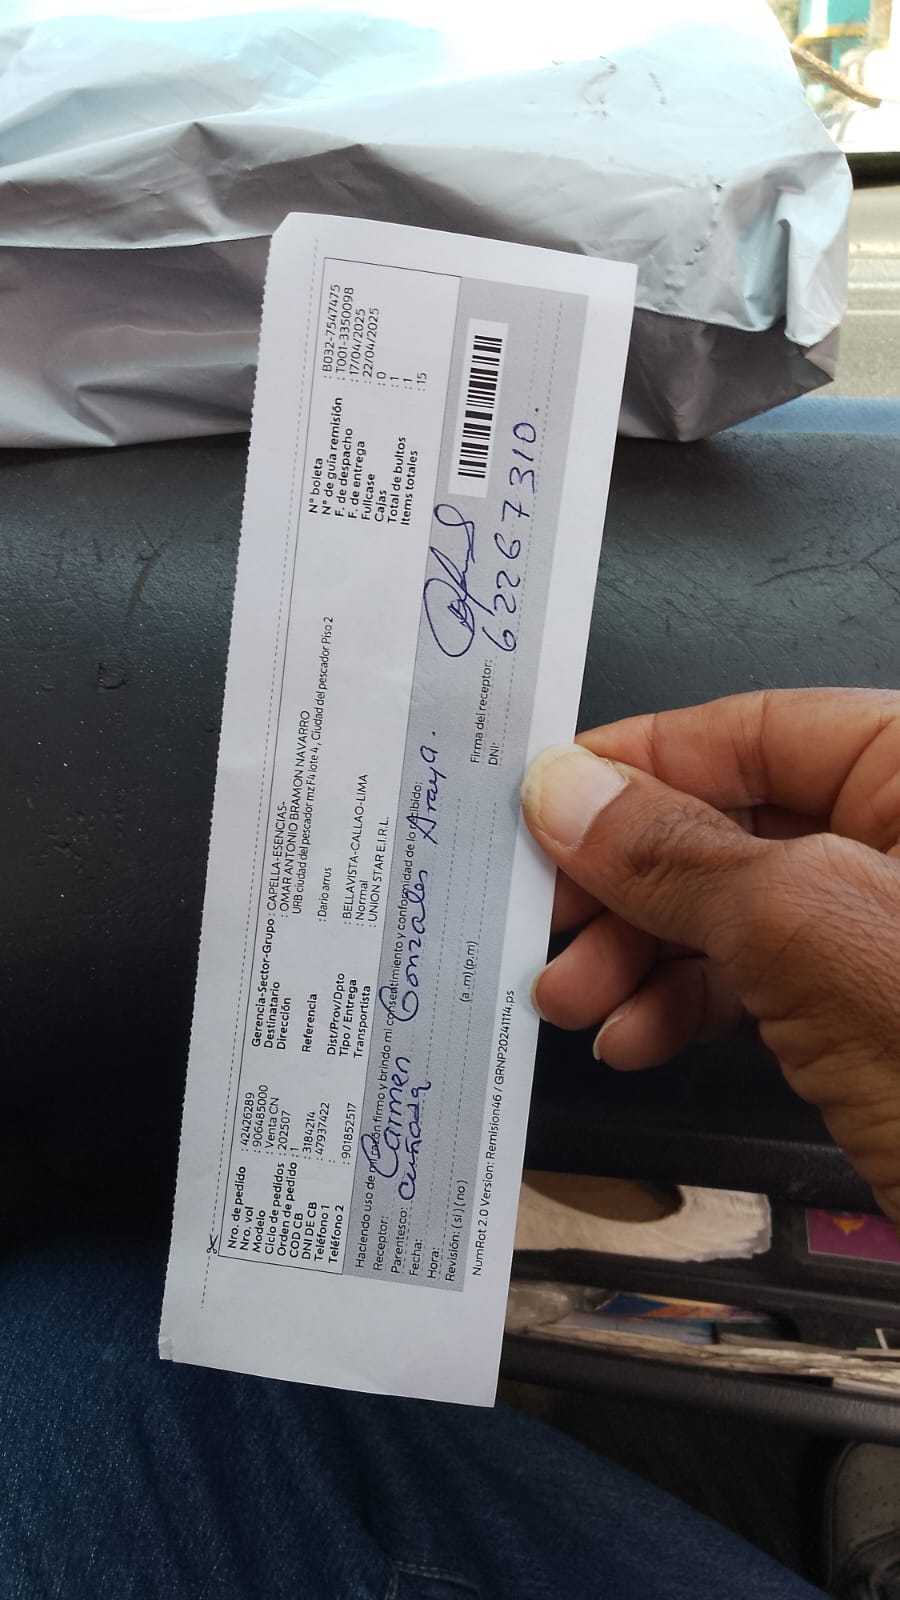 Nro. de pedido : 42426289
Nro. vol : 906485000
Modelo : Venta CN
Ciclo de pedidos : 202507
Orden de pedido : 1
COD CB : 3184214
DNI DE CB : 47937422
Teléfono 1 :
Teléfono 2 : 901852517
Gerencia-Sector-Grupo : CAPELLA-ESENCIAS-
Destinatario : OMAR ANTONIO BRAMON NAVARRO
Dirección URB ciudad del pescador mz F4 lote 4 , Ciudad del pescador Piso 2
Referencia : Dario arrus
Dist/Prov/Dpto : BELLAVISTA-CALLAO-LIMA
Tipo / Entrega : Normal
Transportista : UNION STAR E.I.R.L.
N° boleta : B032-7547475
N° de guía remisión : T001-3350098
F. de despacho : 17/04/2025
F. de entrega : 22/04/2025
Fullcase : 0
Cajas : 1
Total de bultos : 1
Items totales : 15
Haciendo uso de mi razón firmo y brindo mi consentimiento y conformidad de lo recibido:
Receptor: Carmen Gonzales Araya.
Parentesco: cuñada
Fecha:
Hora: (a.m)(p.m)
Revisión: (si)(no)
Firma del receptor:
DNI: 62267310.
NumRot 2.0 Version: Remision46 / GRNP20241114.ps